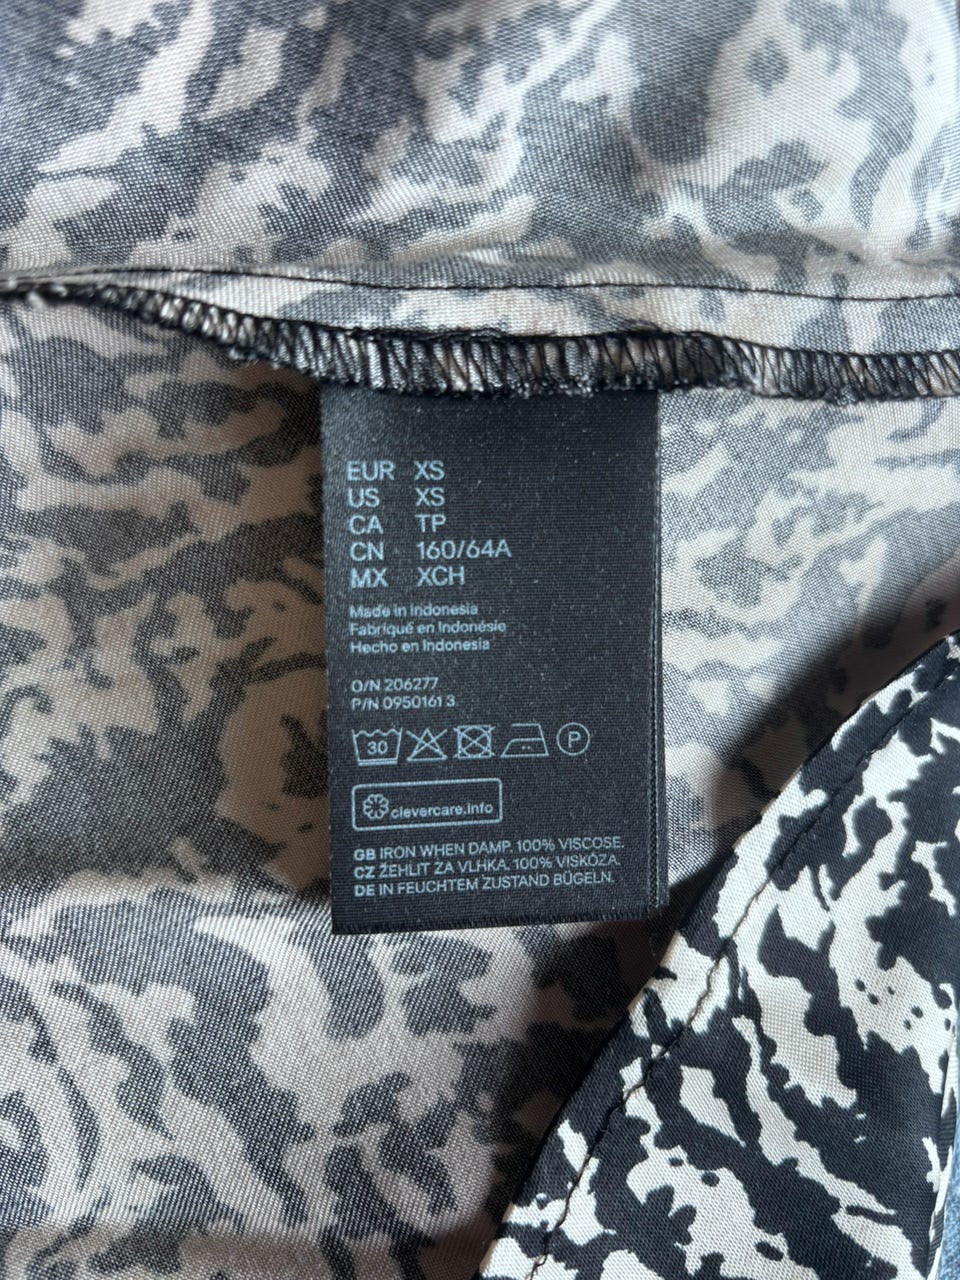 EUR XS
US XS
CA TP
CN 160/64A
MX XCH
Made in Indonesia
Fabriqué en Indonésie
Hecho en Indonesia
O/N 206277
P/N 0950161 3
30 P
clevercare.info
GB IRON WHEN DAMP. 100% VISCOSE.
CZ ŽEHLIT ZA VLHKA. 100% VISKÓZA.
DE IN FEUCHTEM ZUSTAND BÜGELN.